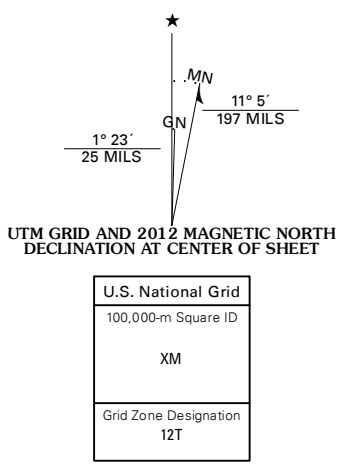 MN
GN
11° 5´
197 MILS
1° 23´
25 MILS
UTM GRID AND 2012 MAGNETIC NORTH
DECLINATION AT CENTER OF SHEET
U.S. National Grid
100,000-m Square ID
XM
Grid Zone Designation
12T